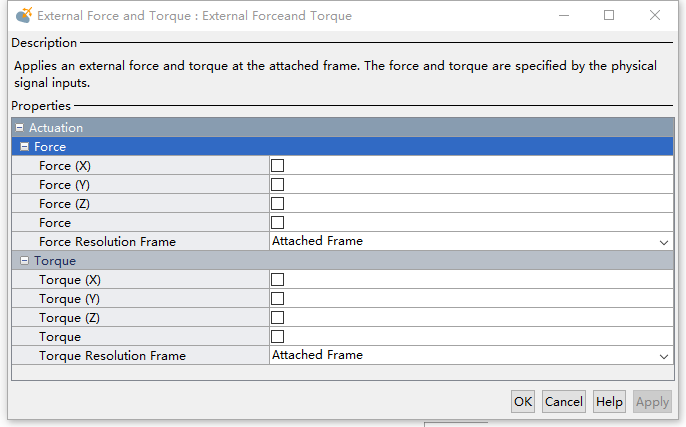 External Force and Torque : External Forceand Torque
Description
Applies an external force and torque at the attached frame. The force and torque are specified by the physical
signal inputs.
Properties
Actuation
Force
Force (X)
Force (Y)
Force (Z)
Force
Force Resolution Frame Attached Frame
Torque
Torque (X)
Torque (Y)
Torque (Z)
Torque
Torque Resolution Frame Attached Frame
OK Cancel Help Apply